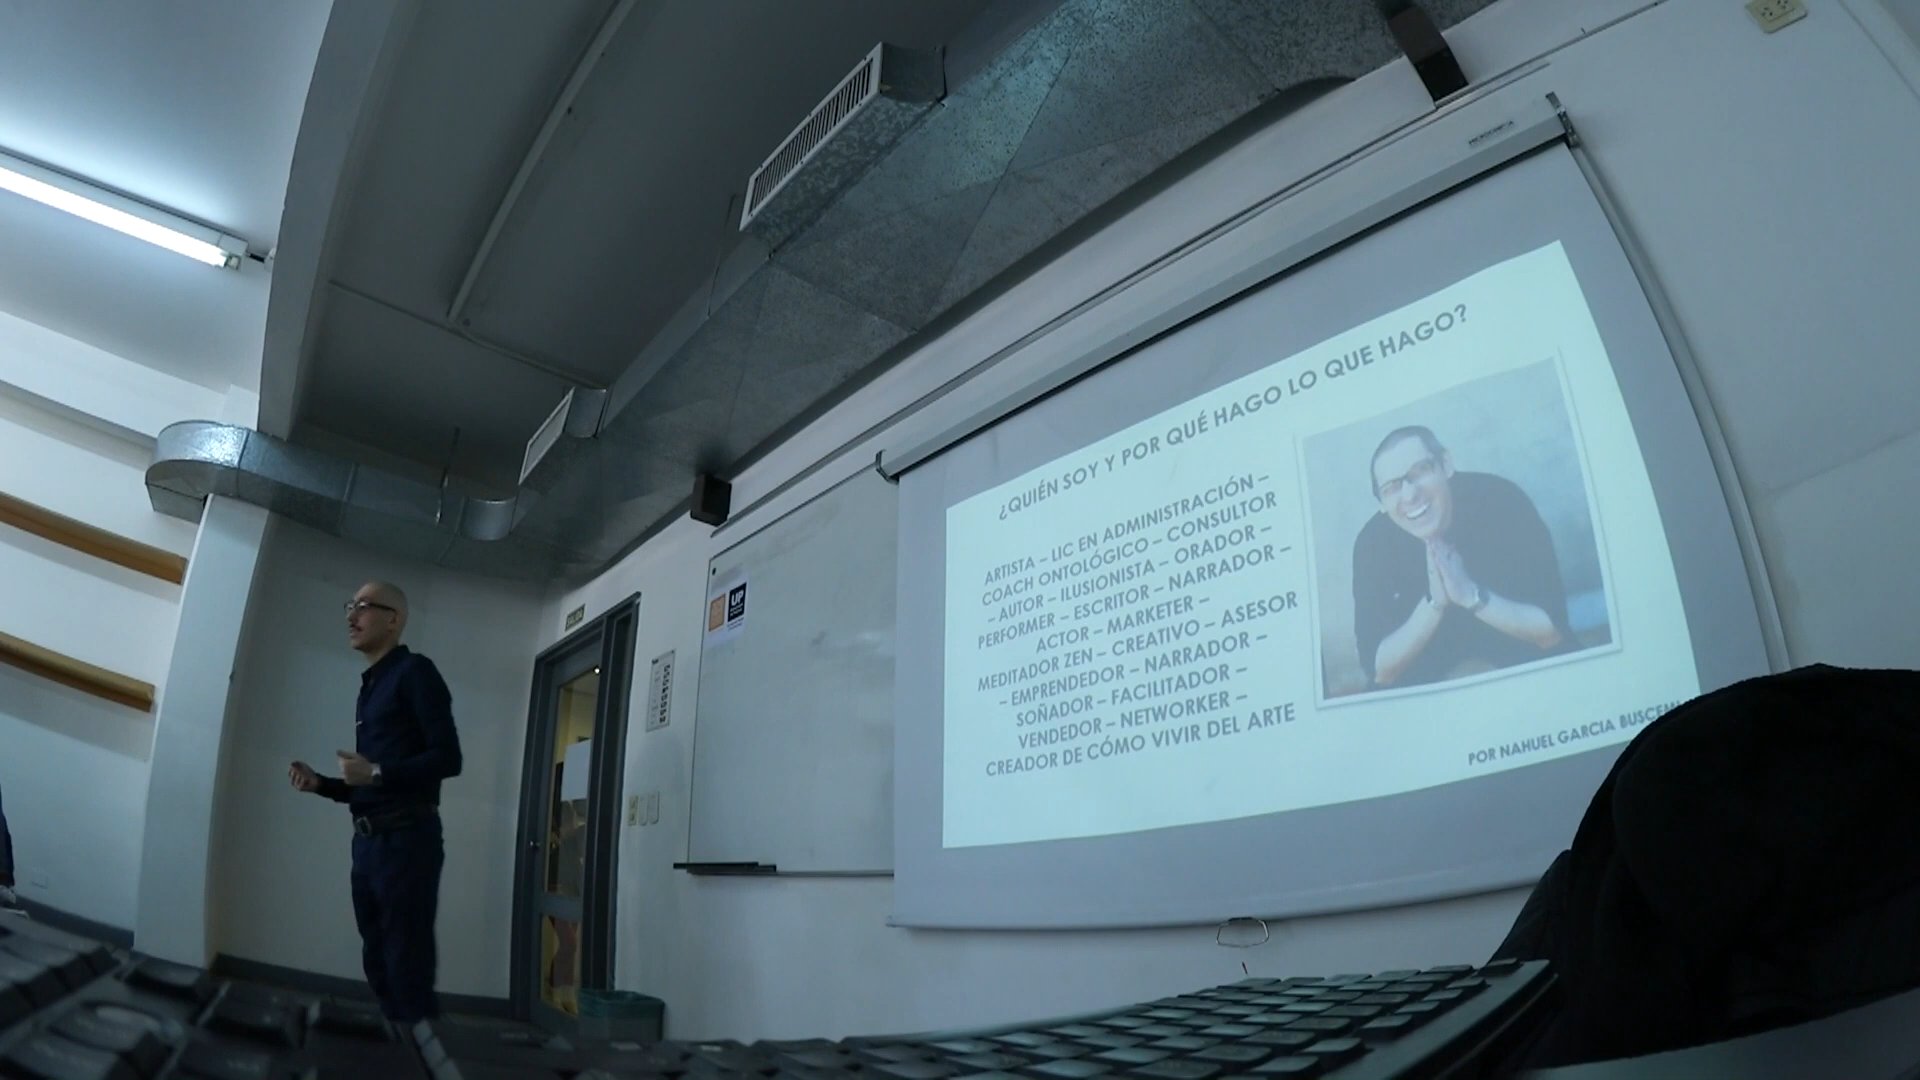 ¿QUIÉN SOY Y POR QUÉ HAGO LO QUE HAGO?
ARTISTA – LIC EN ADMINISTRACIÓN –
COACH ONTOLÓGICO – CONSULTOR
– AUTOR – ILUSIONISTA – ORADOR –
PERFORMER – ESCRITOR – NARRADOR –
ACTOR – MARKETER –
MEDITADOR ZEN – CREATIVO – ASESOR
– EMPRENDEDOR – NARRADOR –
SOÑADOR – FACILITADOR –
VENDEDOR – NETWORKER –
CREADOR DE CÓMO VIVIR DEL ARTE
POR NAHUEL GARCIA BUSCEMI
UP